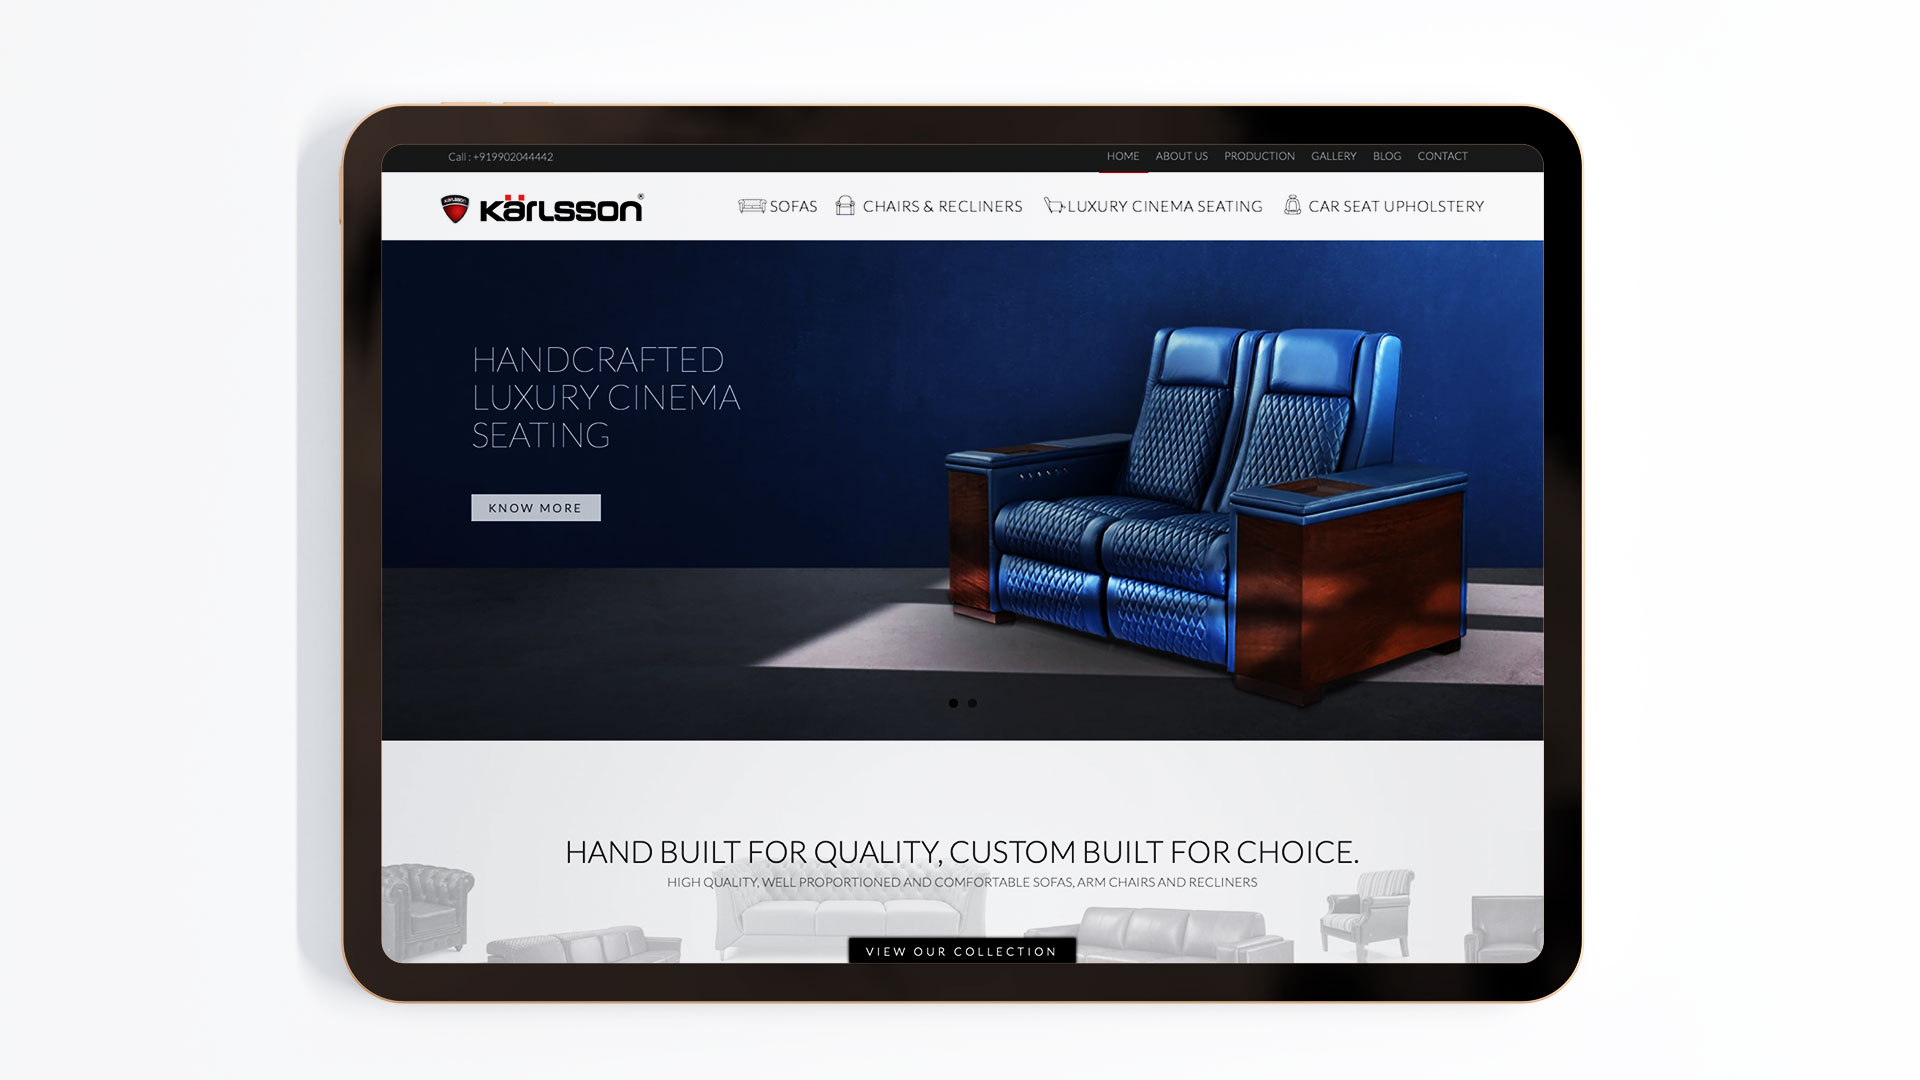 Call : +919902044442
HOME ABOUT US PRODUCTION GALLERY BLOG CONTACT
KÄRLSSON
kärlsson®
SOFAS CHAIRS & RECLINERS LUXURY CINEMA SEATING CAR SEAT UPHOLSTERY
HANDCRAFTED
LUXURY CINEMA
SEATING
KNOW MORE
HAND BUILT FOR QUALITY, CUSTOM BUILT FOR CHOICE.
HIGH QUALITY, WELL PROPORTIONED AND COMFORTABLE SOFAS, ARM CHAIRS AND RECLINERS
VIEW OUR COLLECTION